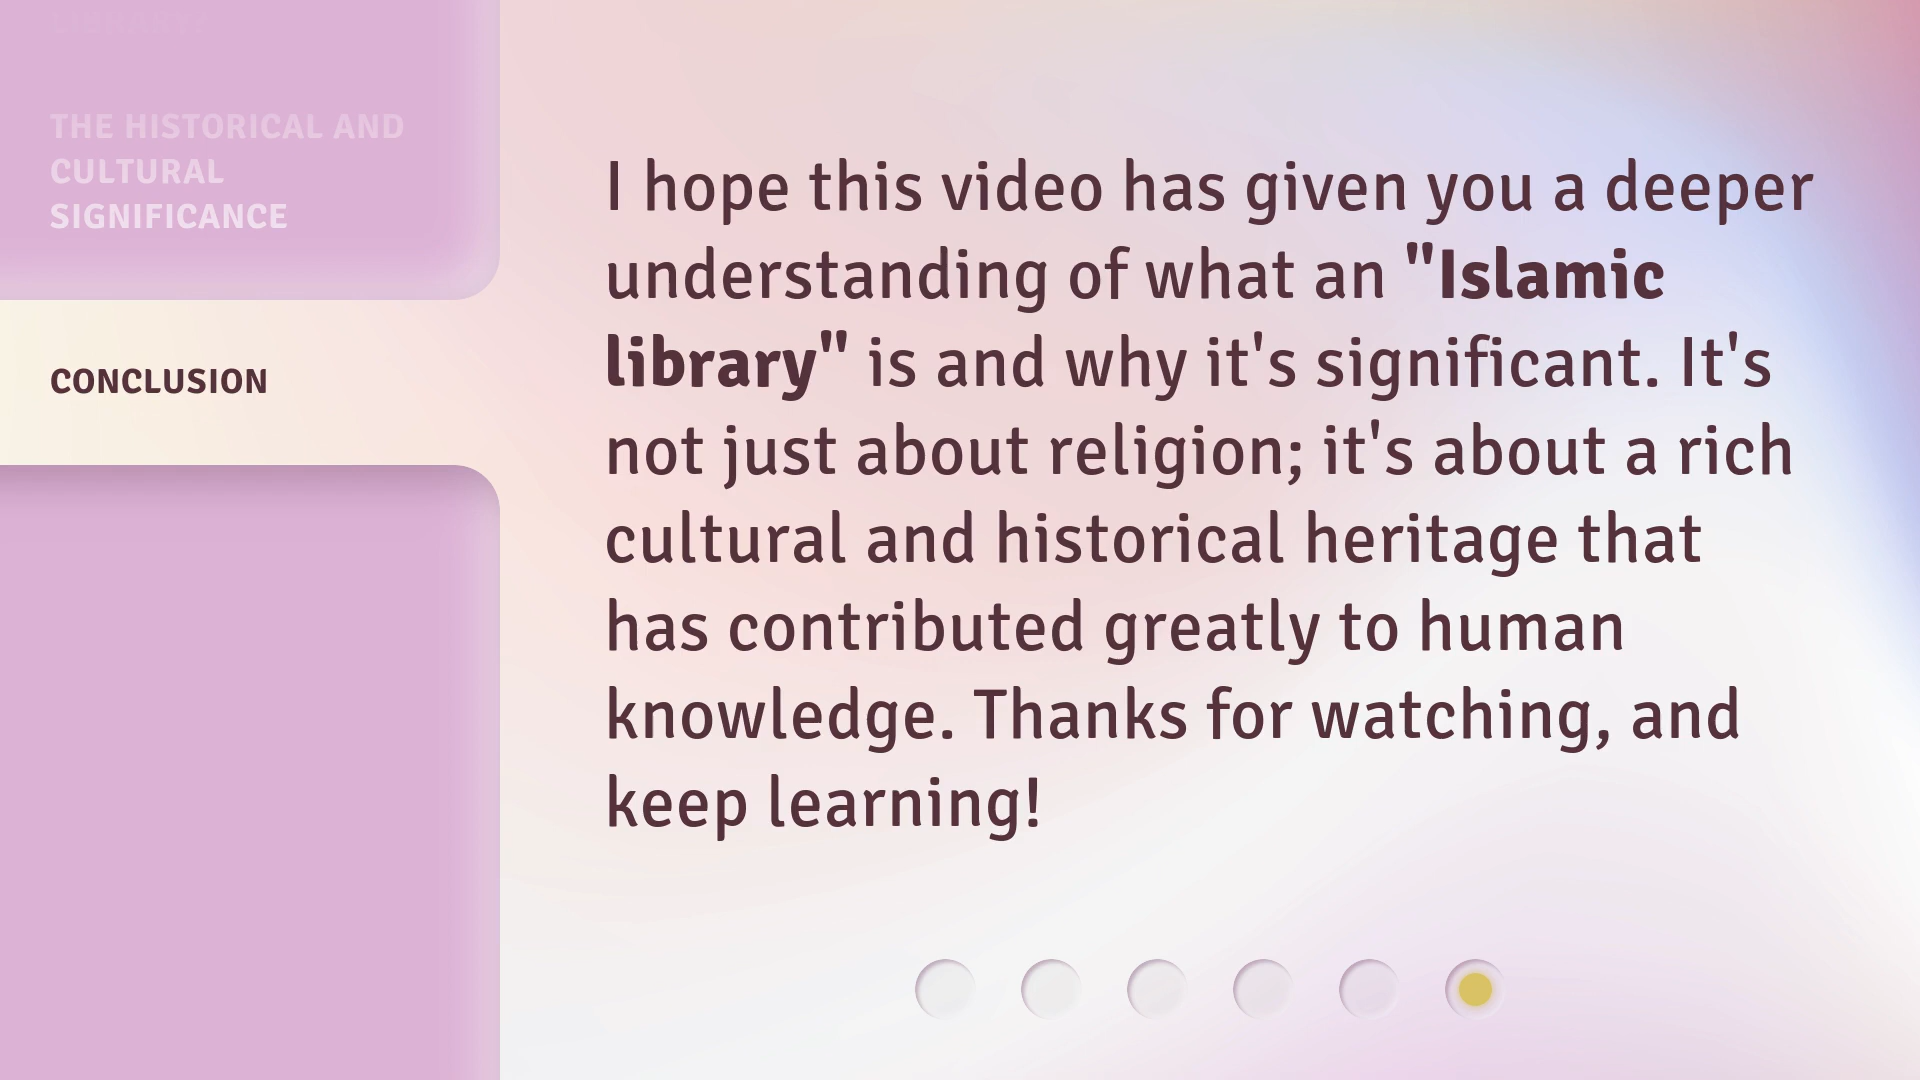 THE HISTORICAL AND
CULTURAL
SIGNIFICANCE
CONCLUSION
I hope this video has given you a deeper
understanding of what an "Islamic
library" is and why it's significant. It's
not just about religion; it's about a rich
cultural and historical heritage that
has contributed greatly to human
knowledge. Thanks for watching, and
keep learning!